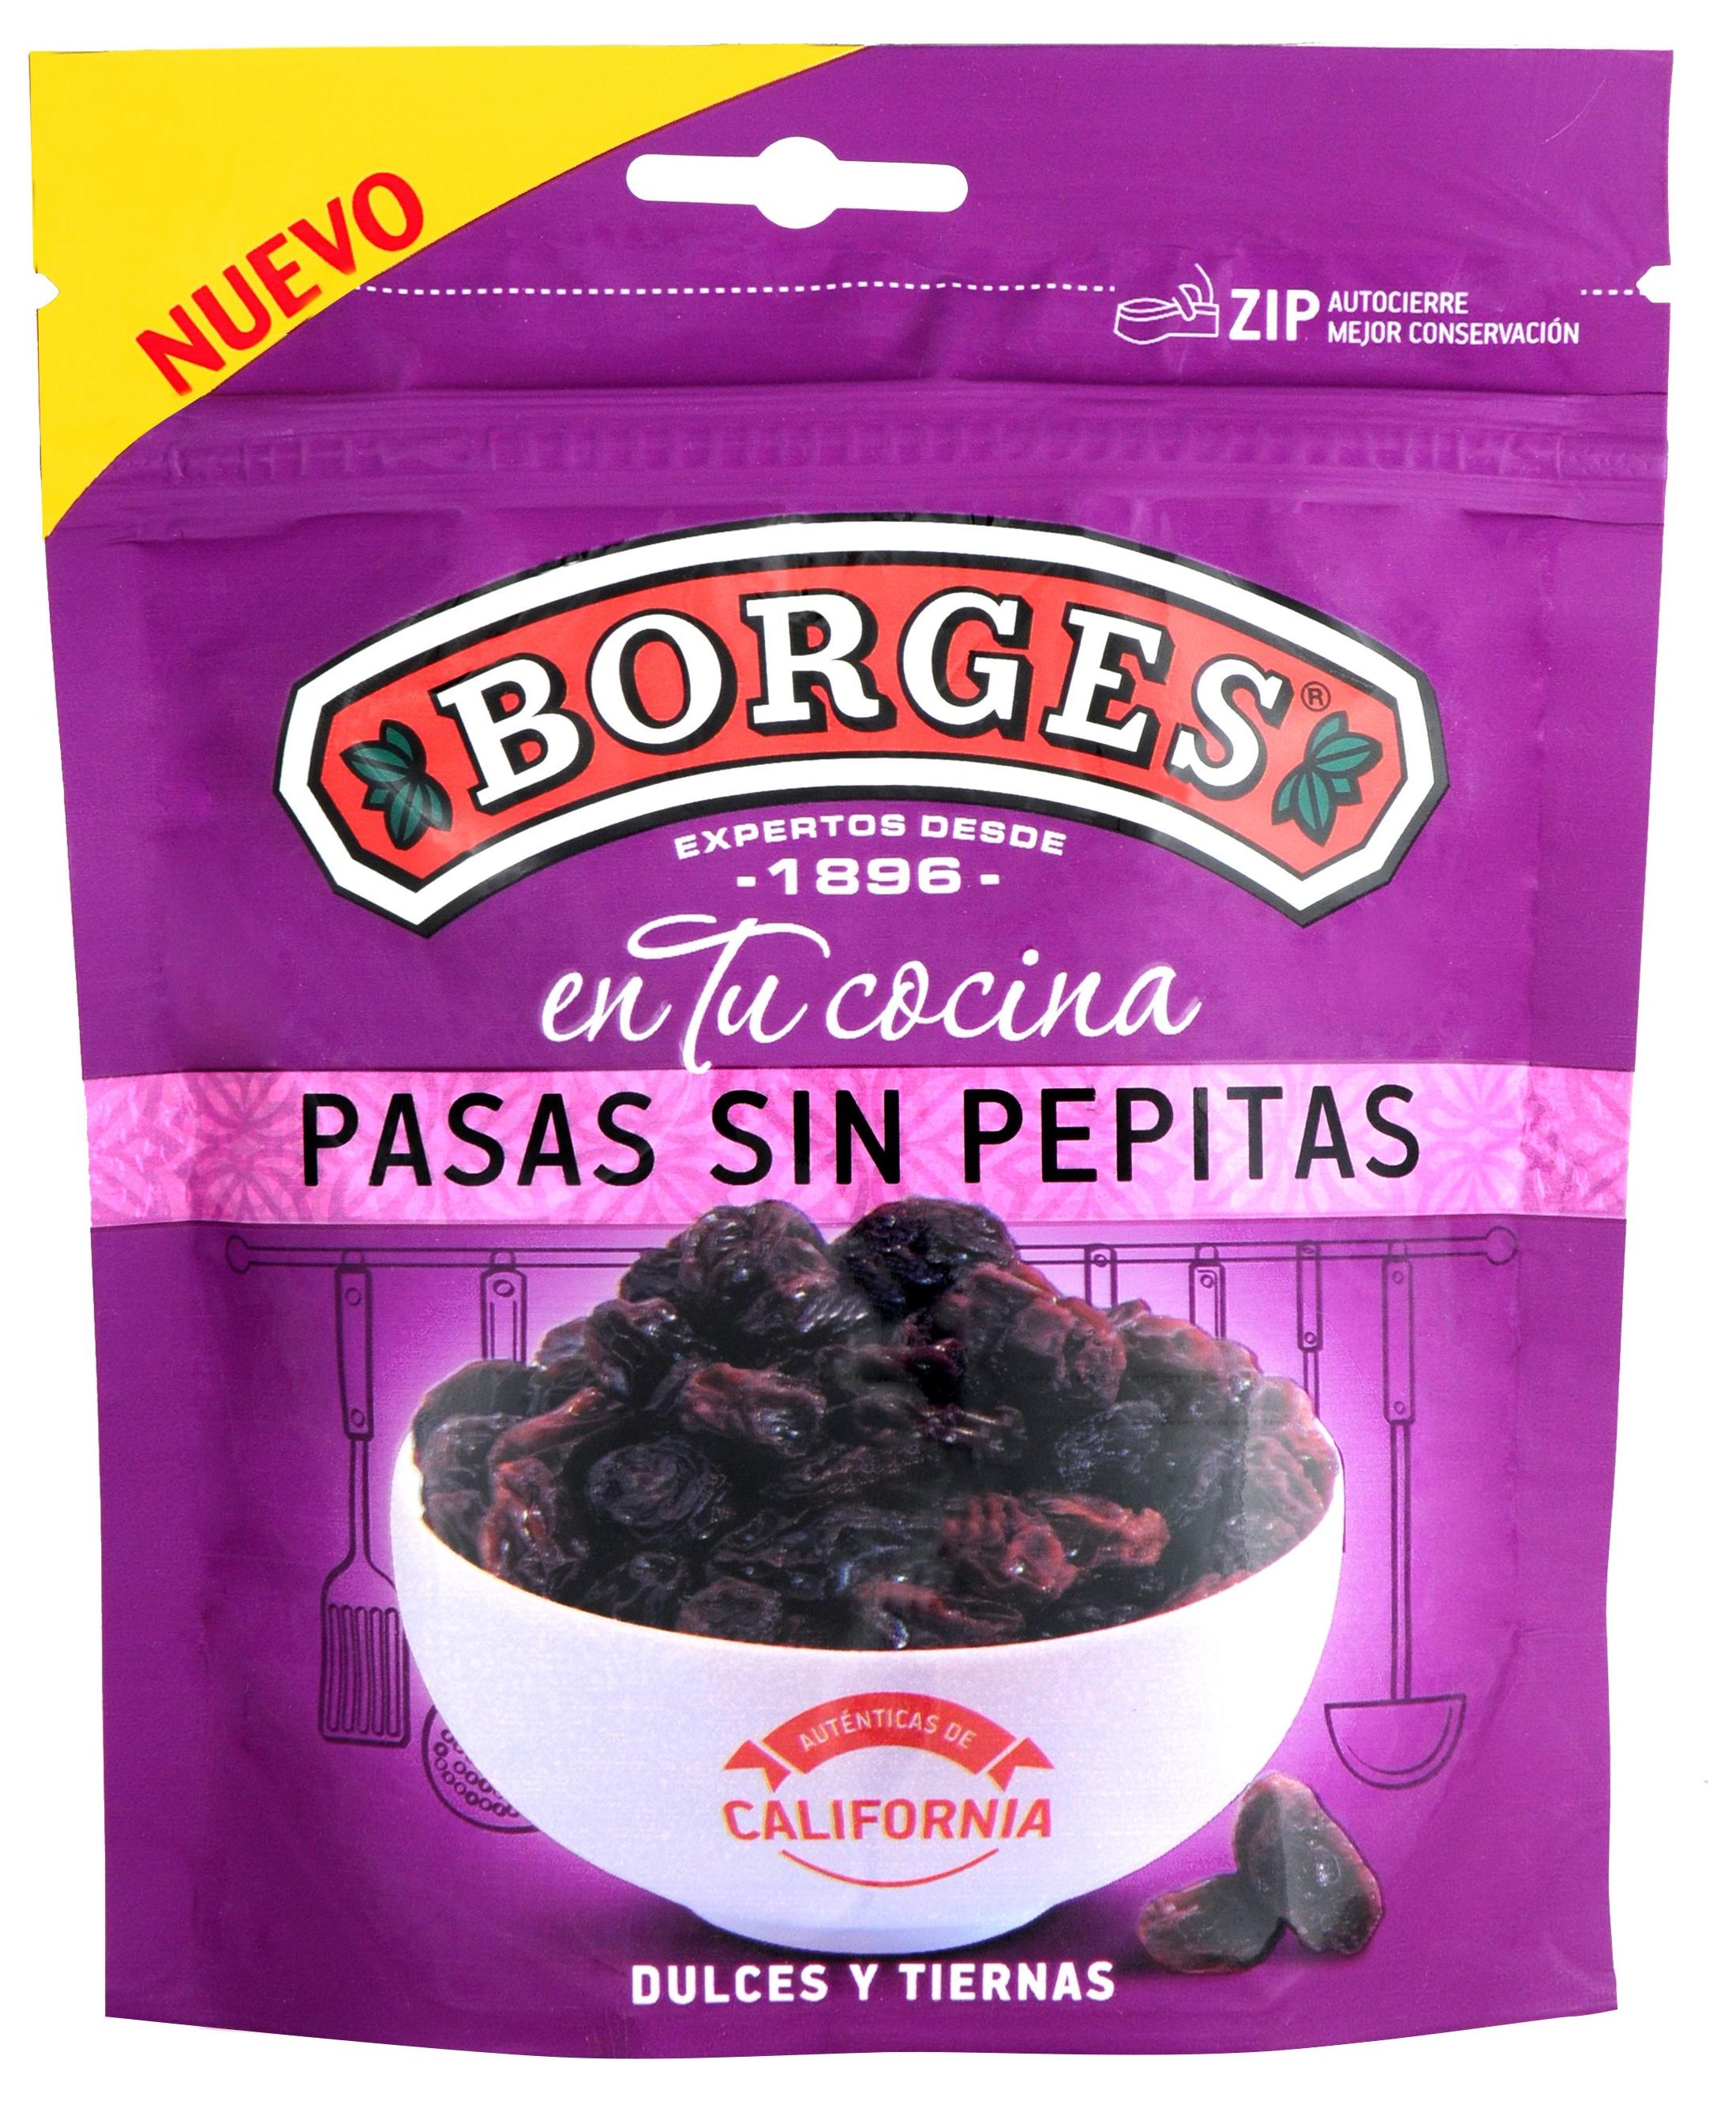 NUEVO
ZIP AUTOCIERRE
MEJOR CONSERVACIÓN
BORGES®
EXPERTOS DESDE
-1896-
en Tu cocina
PASAS SIN PEPITAS
AUTÉNTICAS DE
CALIFORNIA
DULCES Y TIERNAS